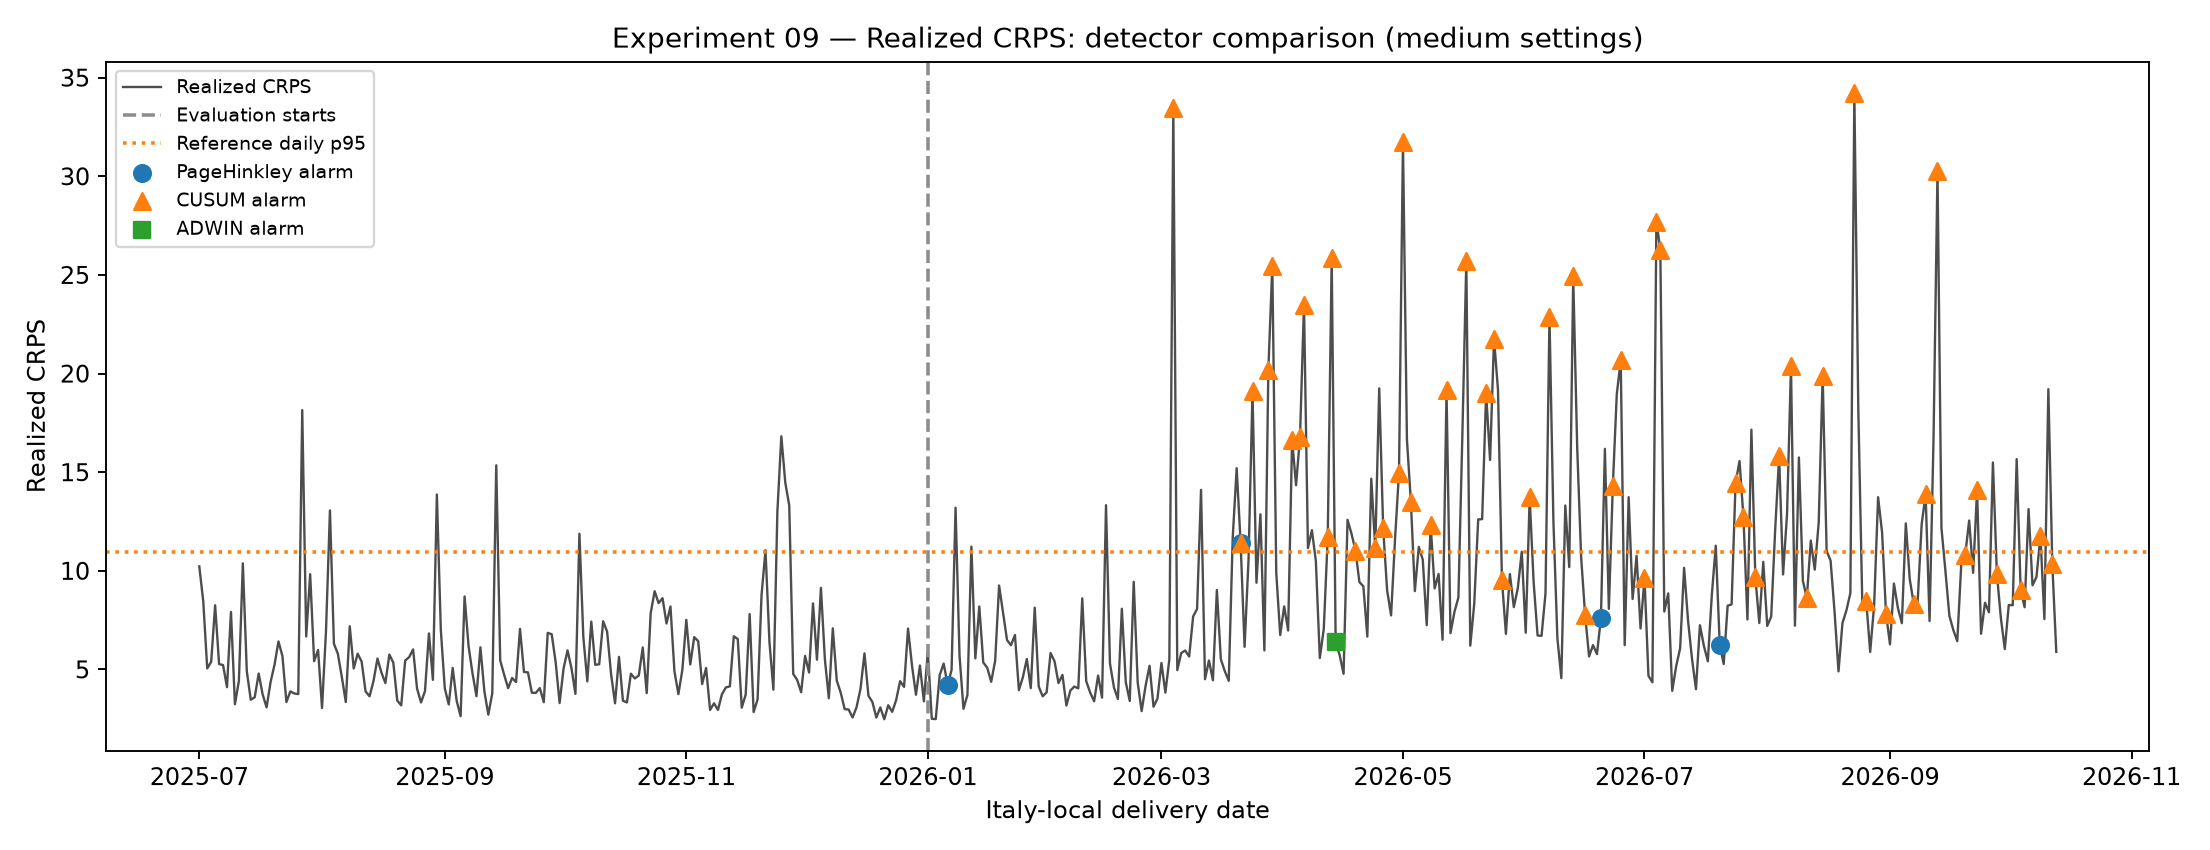 Experiment 09 — Realized CRPS: detector comparison (medium settings)
Realized CRPS
Evaluation starts
Reference daily p95
PageHinkley alarm
CUSUM alarm
ADWIN alarm
35
30
25
20
15
10
5
Realized CRPS
2025-07
2025-09
2025-11
2026-01
2026-03
2026-05
2026-07
2026-09
2026-11
Italy-local delivery date